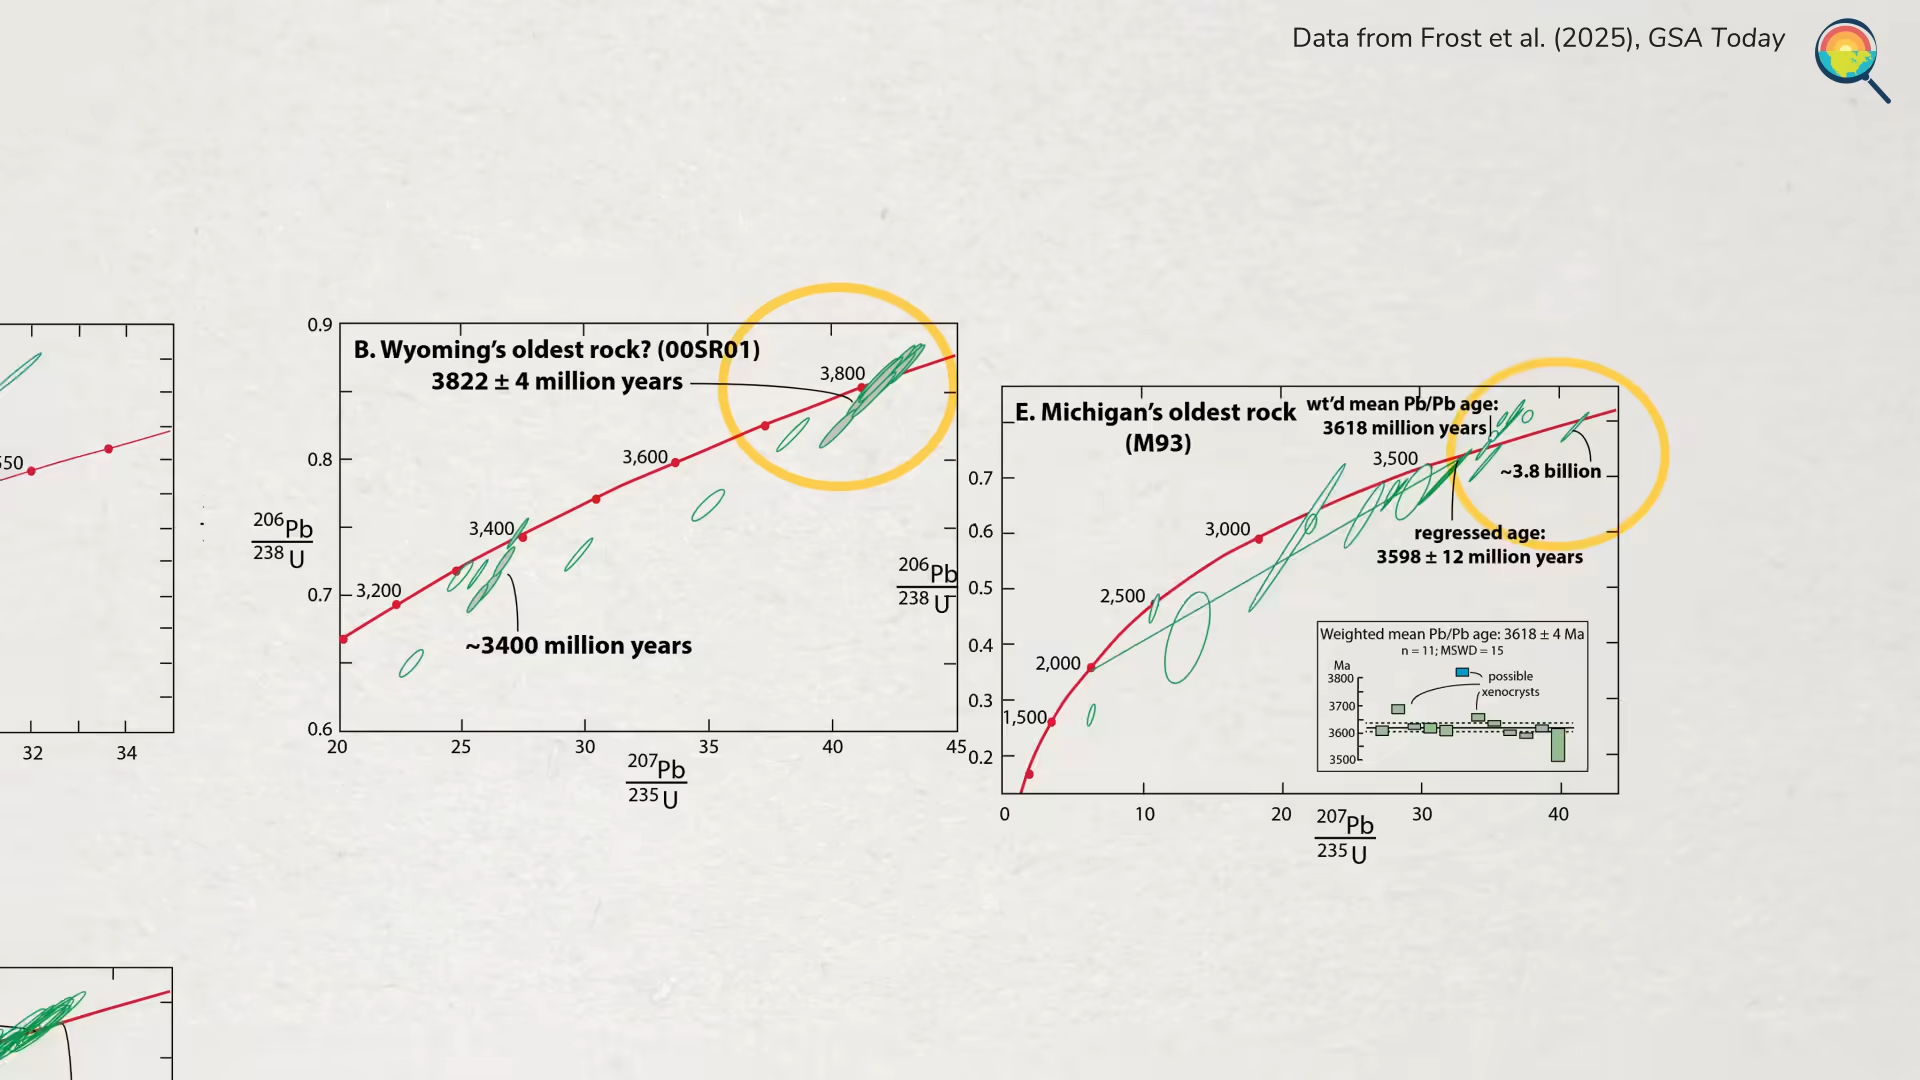 Data from Frost et al. (2025), GSA Today
550
32
34
B. Wyoming's oldest rock? (00SR01)
3822 ± 4 million years
3,800
3,600
3,400
3,200
~3400 million years
0.9
0.8
0.7
0.6
206Pb
238U
20
25
30
35
45
207Pb
235U
E. Michigan's oldest rock
(M93)
wt'd mean Pb/Pb age:
3618 million years
3,500
~3.8 billion
3,000
regressed age:
3598 ± 12 million years
2,500
2,000
1,500
0.7
0.6
0.5
0.4
0.3
0.2
206Pb
238U
Weighted mean Pb/Pb age: 3618 ± 4 Ma
n = 11; MSWD = 15
Ma
3800
3700
3600
3500
possible
xenocrysts
0
10
20
30
40
207Pb
235U